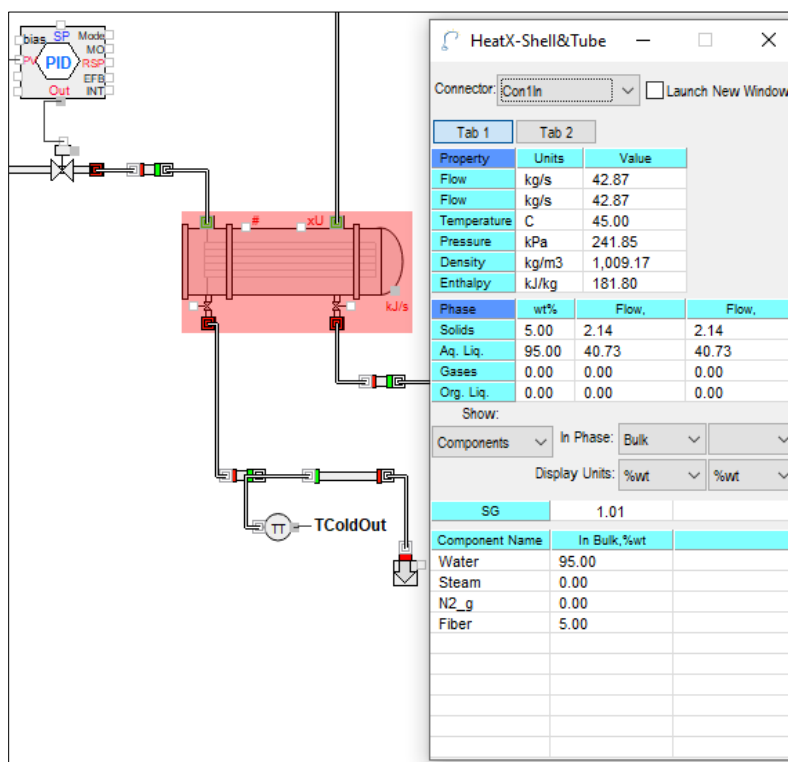 bias SP Mode
MO
PV PID RSP
EFB
Out INT
# xU
kJ/s
TT TColdOut
HeatX-Shell&Tube
Connector: Con1In Launch New Window
Tab 1 Tab 2
Property Units Value
Flow kg/s 42.87
Flow kg/s 42.87
Temperature C 45.00
Pressure kPa 241.85
Density kg/m3 1,009.17
Enthalpy kJ/kg 181.80
Phase wt% Flow, Flow,
Solids 5.00 2.14 2.14
Aq. Liq. 95.00 40.73 40.73
Gases 0.00 0.00 0.00
Org. Liq. 0.00 0.00 0.00
Show:
Components In Phase: Bulk
Display Units: %wt %wt
SG 1.01
Component Name In Bulk,%wt
Water 95.00
Steam 0.00
N2_g 0.00
Fiber 5.00